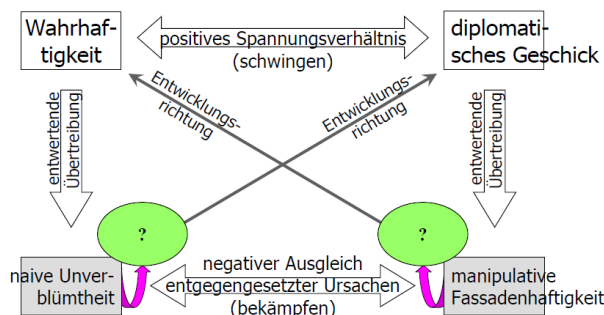 Wahrhaf-
tigkeit
positives Spannungsverhältnis
(schwingen)
diplomati-
sches Geschick
entwertende
Übertreibung
Entwicklungs-
richtung
Entwicklungs-
richtung
entwertende
Übertreibung
?
?
naive Unver-
blümtheit
negativer Ausgleich
entgegengesetzter Ursachen
(bekämpfen)
manipulative
Fassadenhaftigkeit